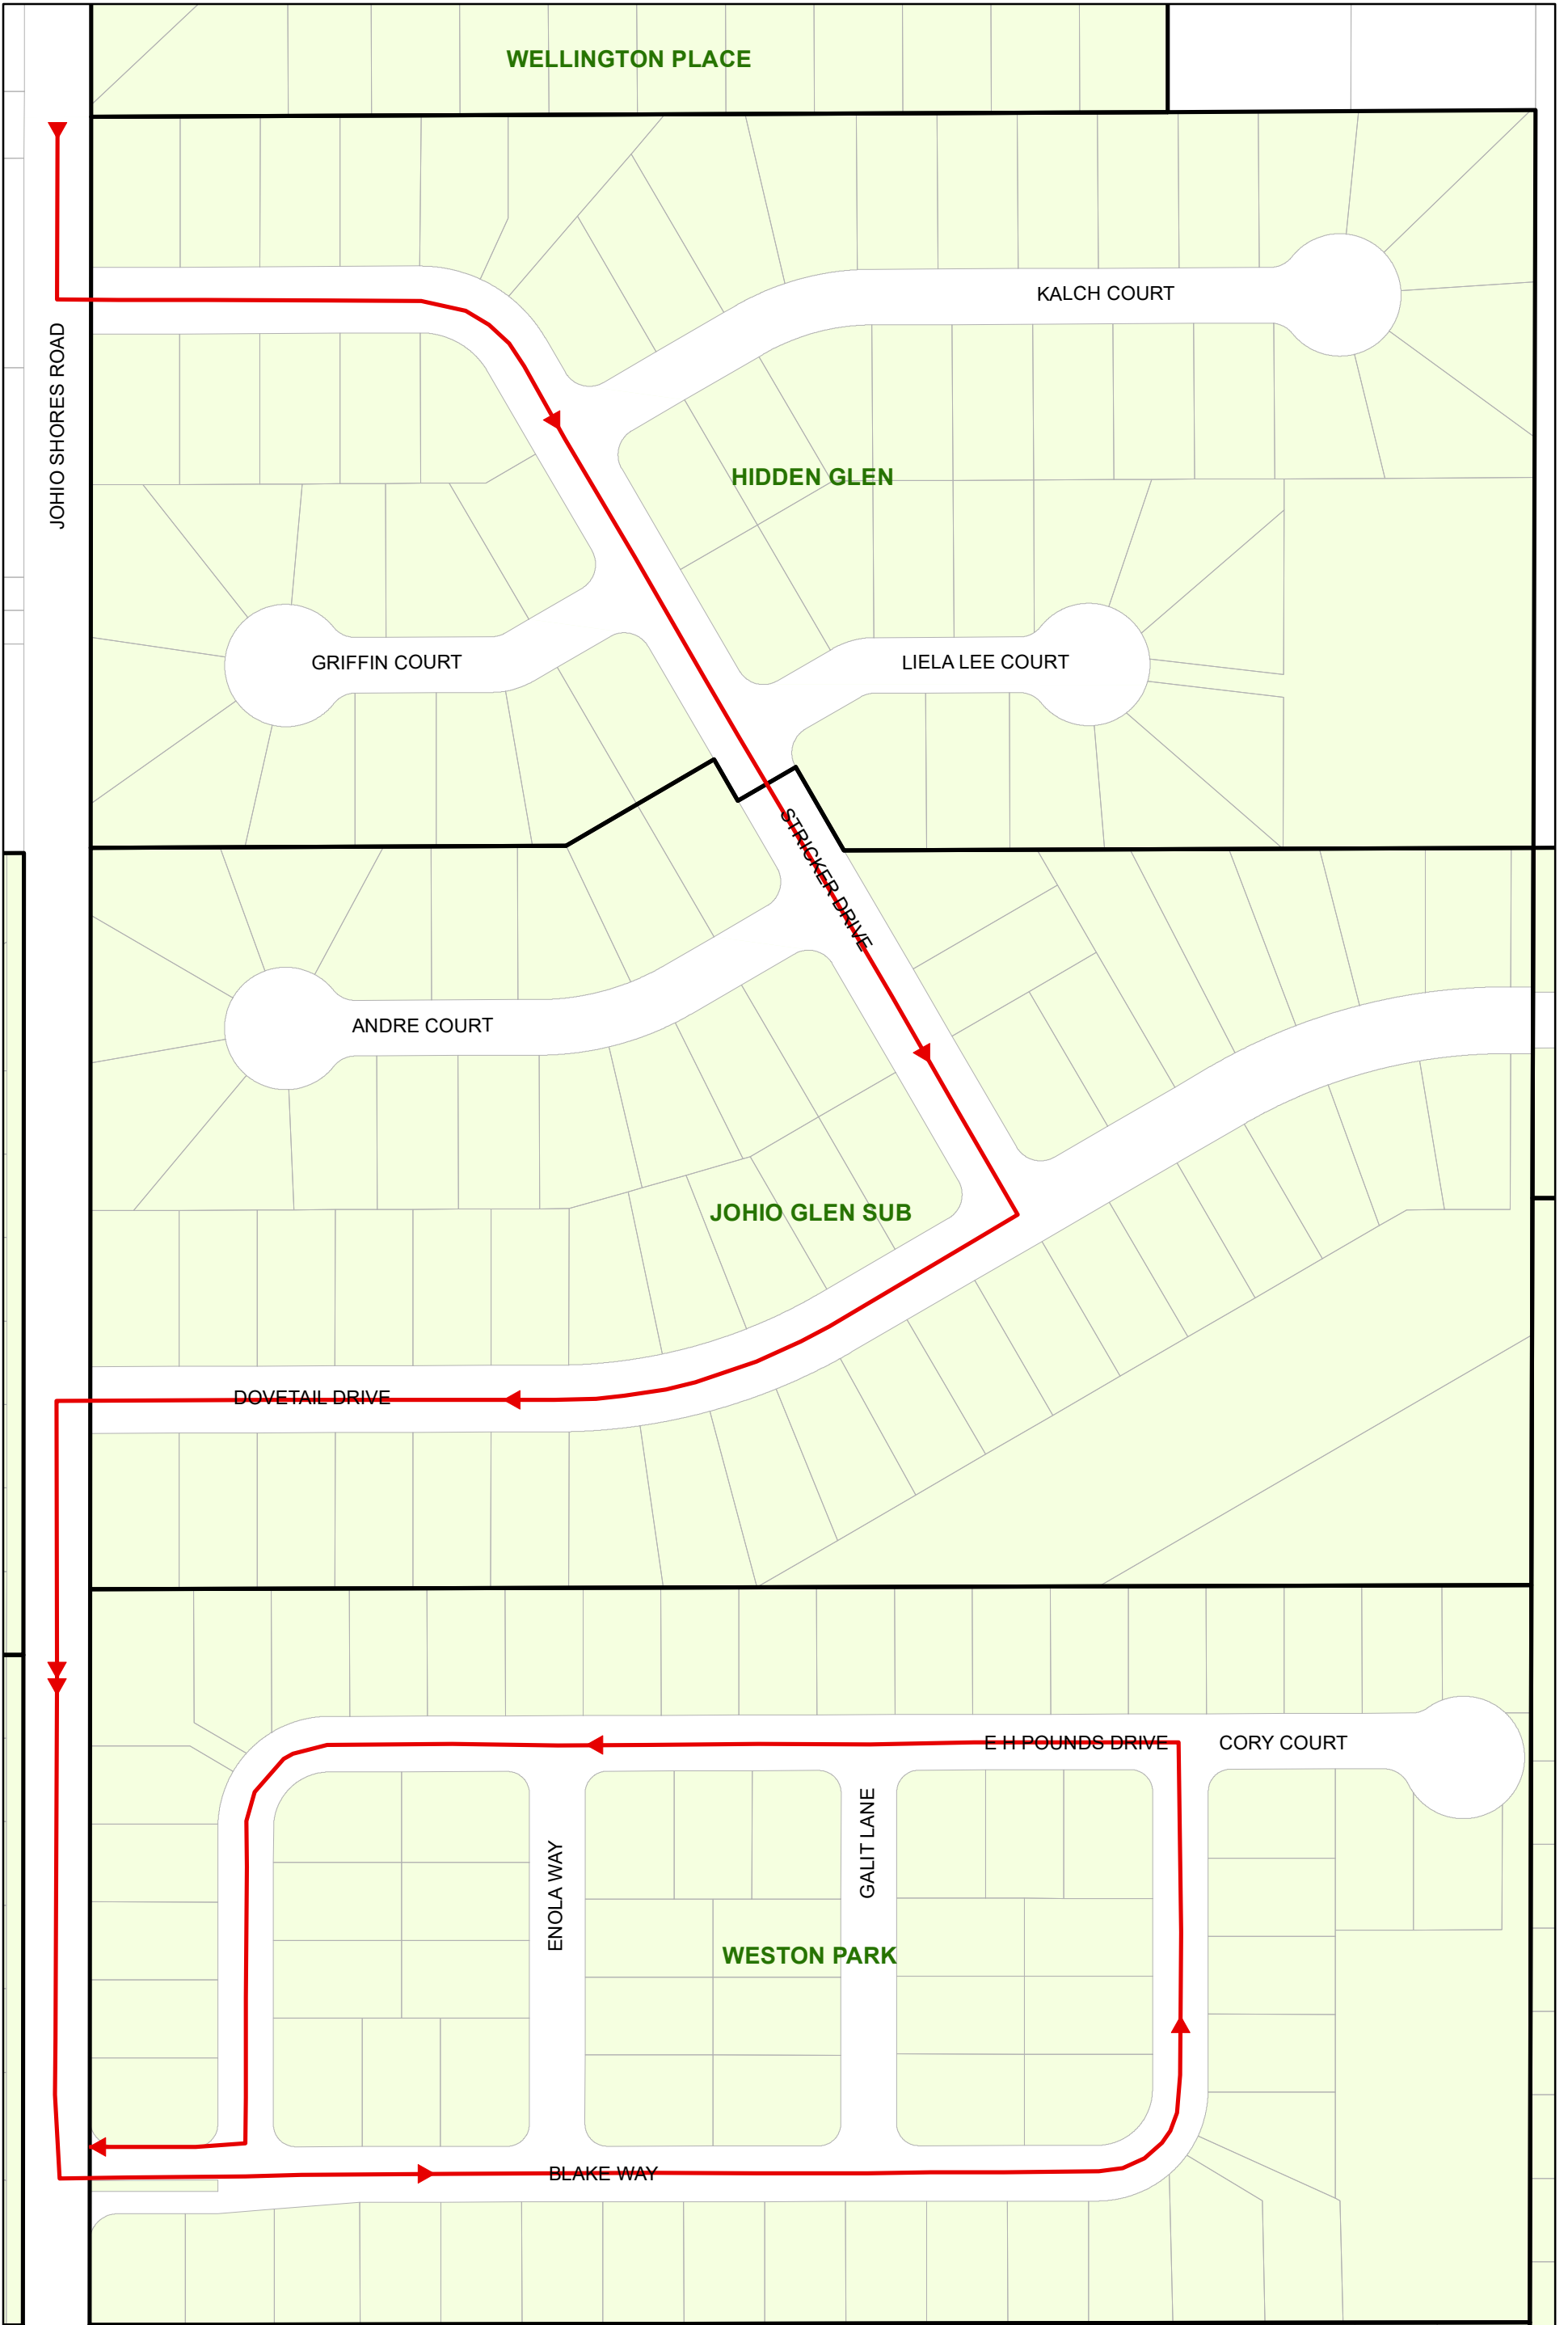 WELLINGTON PLACE
KALCH COURT
JOHIO SHORES ROAD
HIDDEN GLEN
GRIFFIN COURT
LIELA LEE COURT
STRICKER DRIVE
ANDRE COURT
JOHIO GLEN SUB
DOVETAIL DRIVE
E H POUNDS DRIVE
CORY COURT
GALIT LANE
ENOLA WAY
WESTON PARK
BLAKE WAY